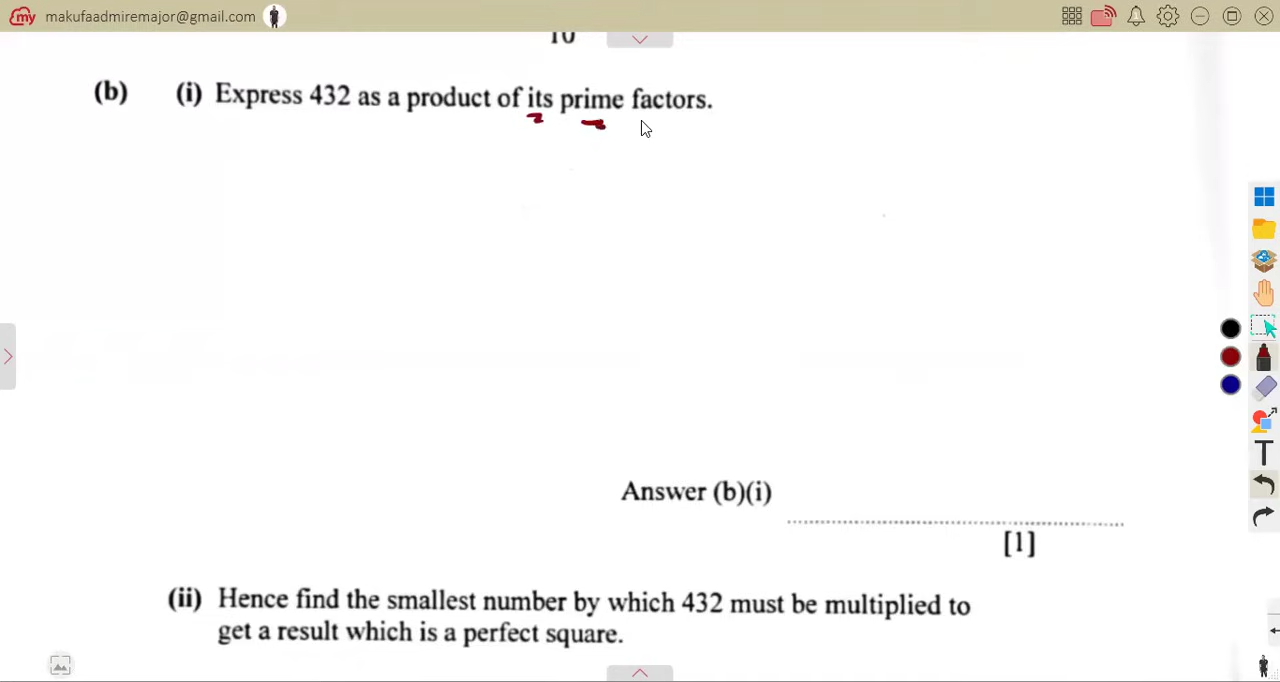 my makufaadmiremajor@gmail.com
10
(b) (i) Express 432 as a product of its prime factors.
Answer (b)(i)
[1]
(ii) Hence find the smallest number by which 432 must be multiplied to
get a result which is a perfect square.
T